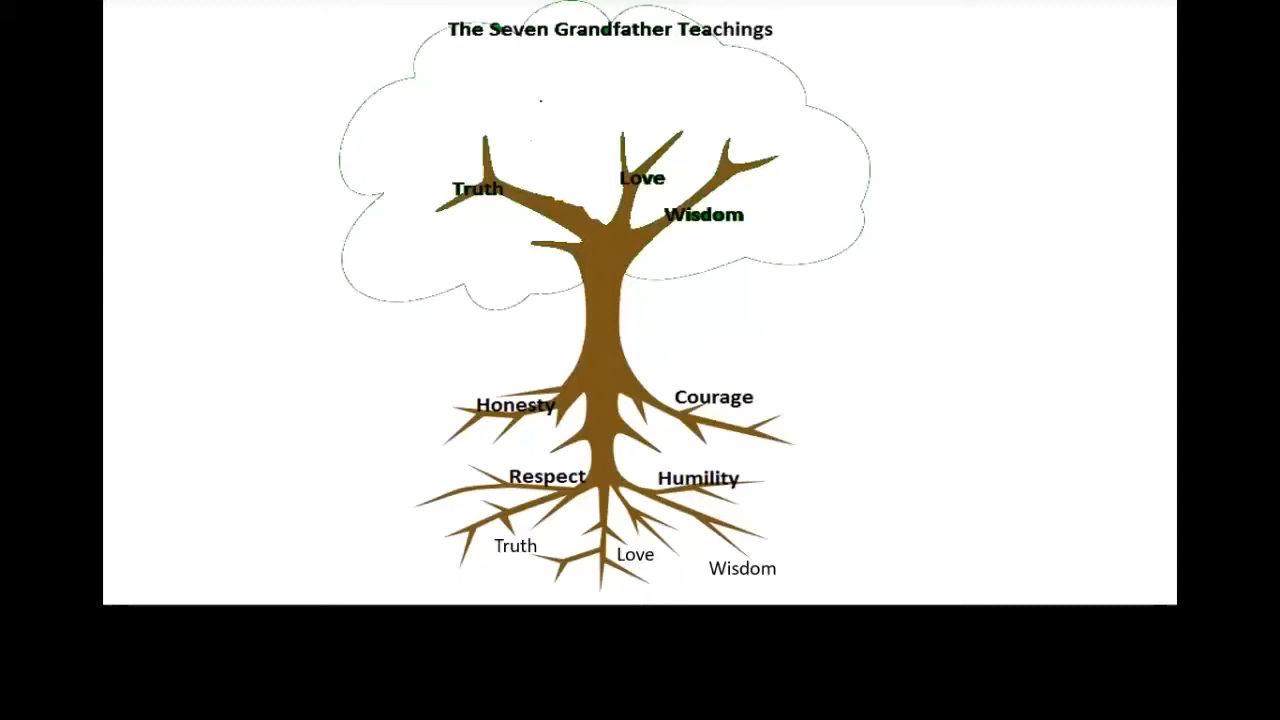 The Seven Grandfather Teachings
Love
Truth
Wisdom
Courage
Honesty
Respect
Humility
Truth
Love
Wisdom